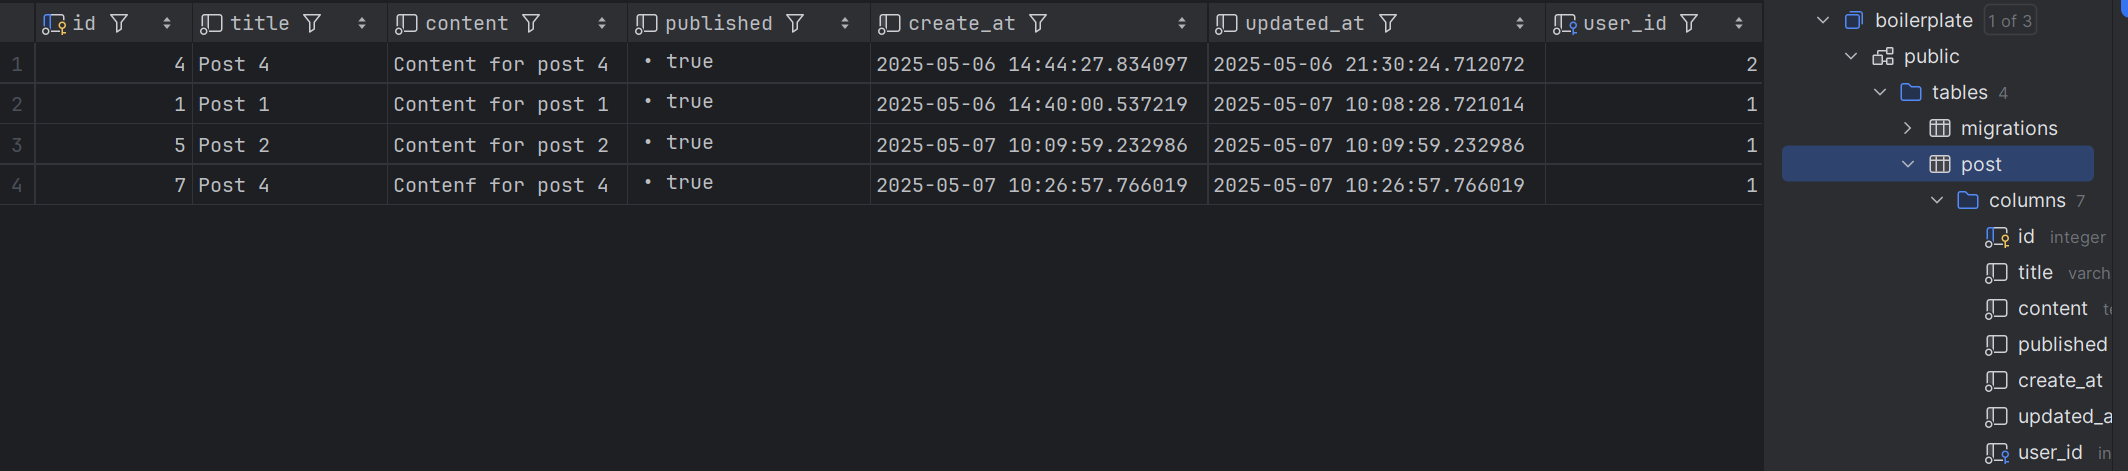 id title content published create_at updated_at user_id
1 4 Post 4 Content for post 4 • true 2025-05-06 14:44:27.834097 2025-05-06 21:30:24.712072 2
2 1 Post 1 Content for post 1 • true 2025-05-06 14:40:00.537219 2025-05-07 10:08:28.721014 1
3 5 Post 2 Content for post 2 • true 2025-05-07 10:09:59.232986 2025-05-07 10:09:59.232986 1
4 7 Post 4 Contenf for post 4 • true 2025-05-07 10:26:57.766019 2025-05-07 10:26:57.766019 1
boilerplate 1 of 3
public
tables 4
migrations
post
columns 7
id integer
title varch
content te
published
create_at
updated_a
user_id in